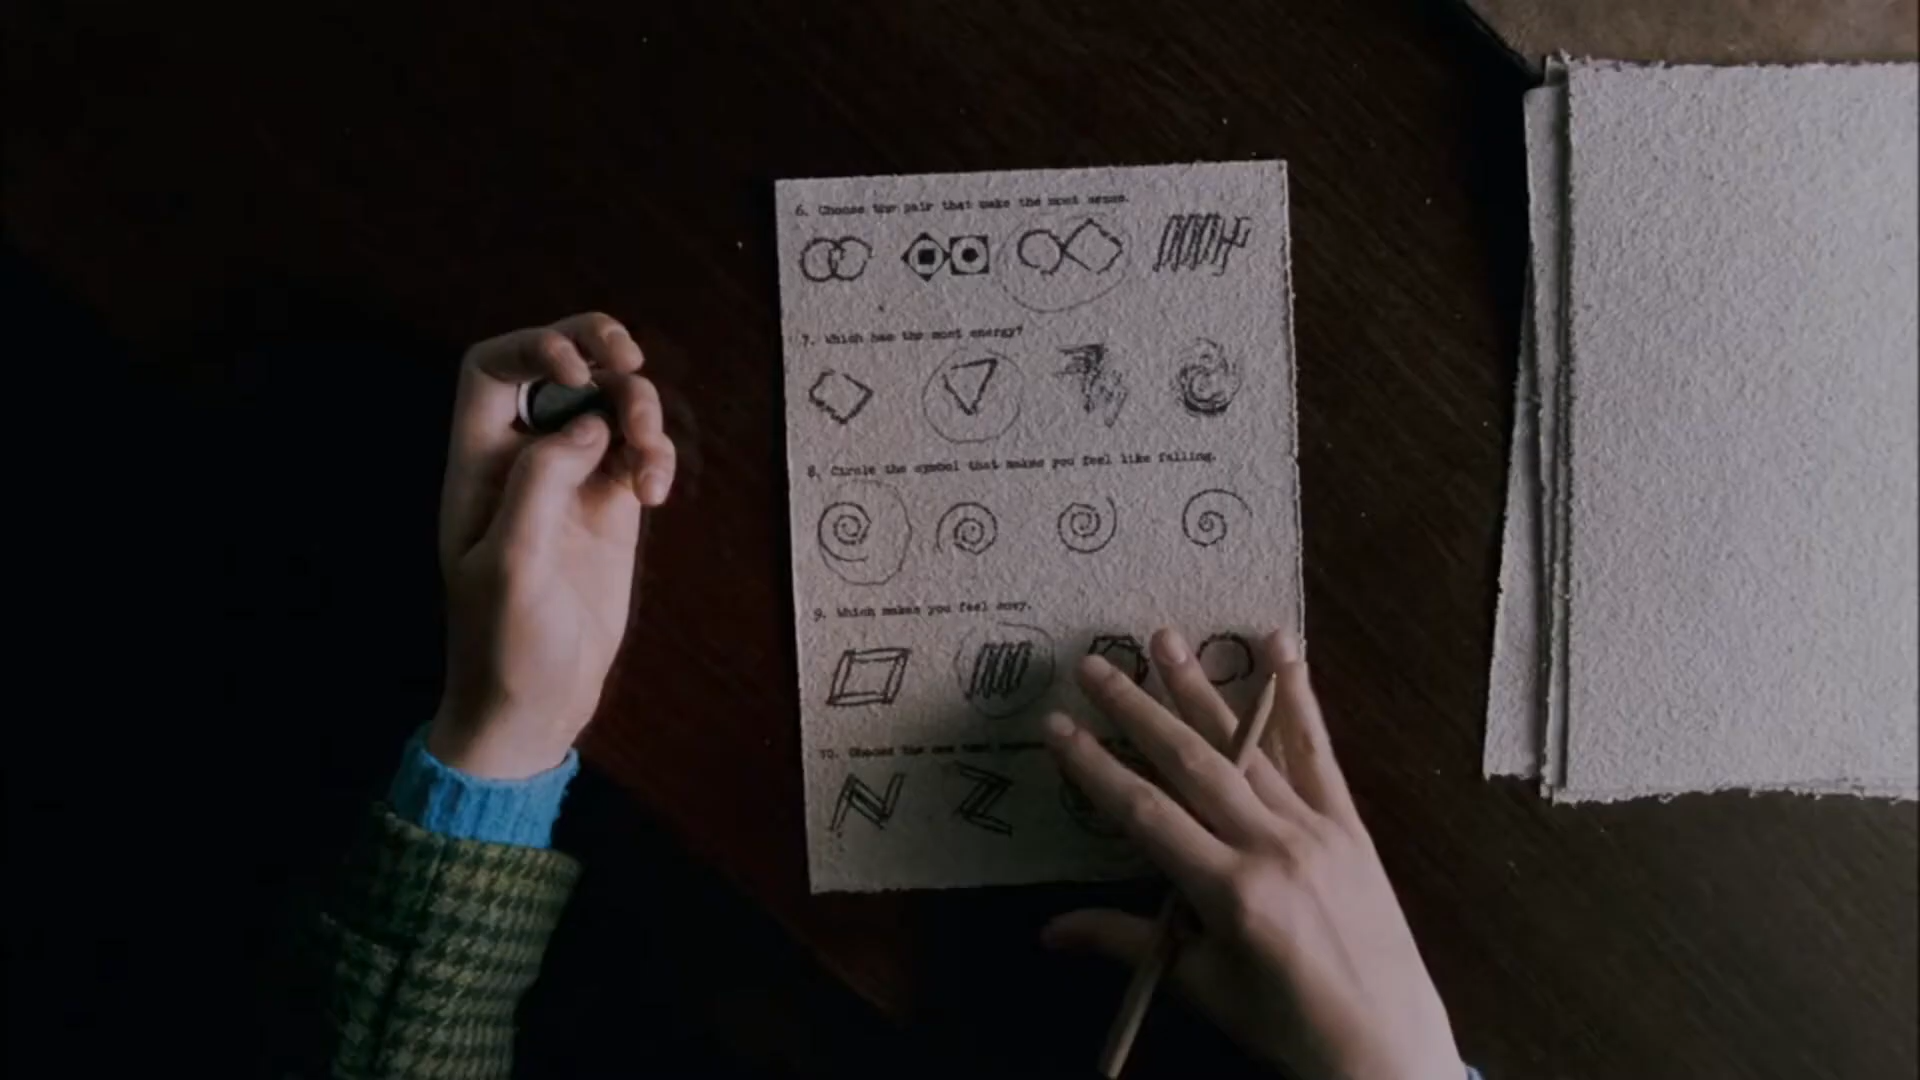 6. Choose the pair that make the most sense.
7. Which has the most energy?
8. Circle the symbol that makes you feel like falling.
9. Which makes you feel
10. Choose the one that